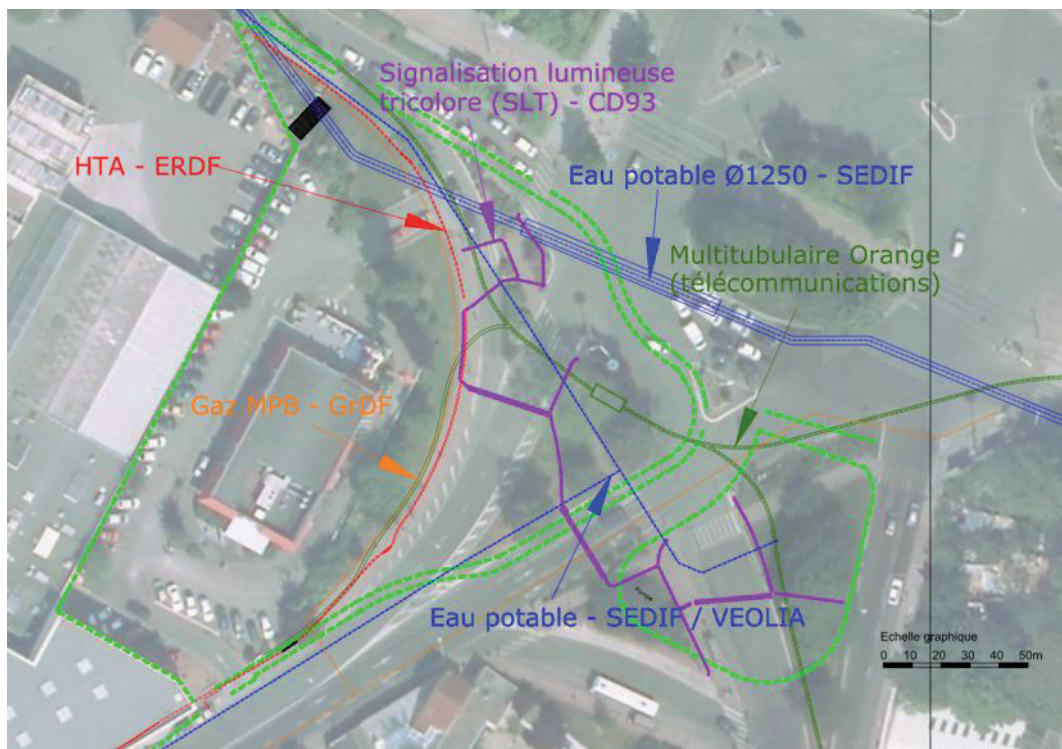 Signalisation lumineuse
tricolore (SLT) - CD93
HTA - ERDF
Eau potable Ø1250 - SEDIF
Multitubulaire Orange
(télécommunications)
Gaz MPB - GrDF
Eau potable - SEDIF / VEOLIA
Pompe
Echelle graphique
0 10 20 30 40 50m